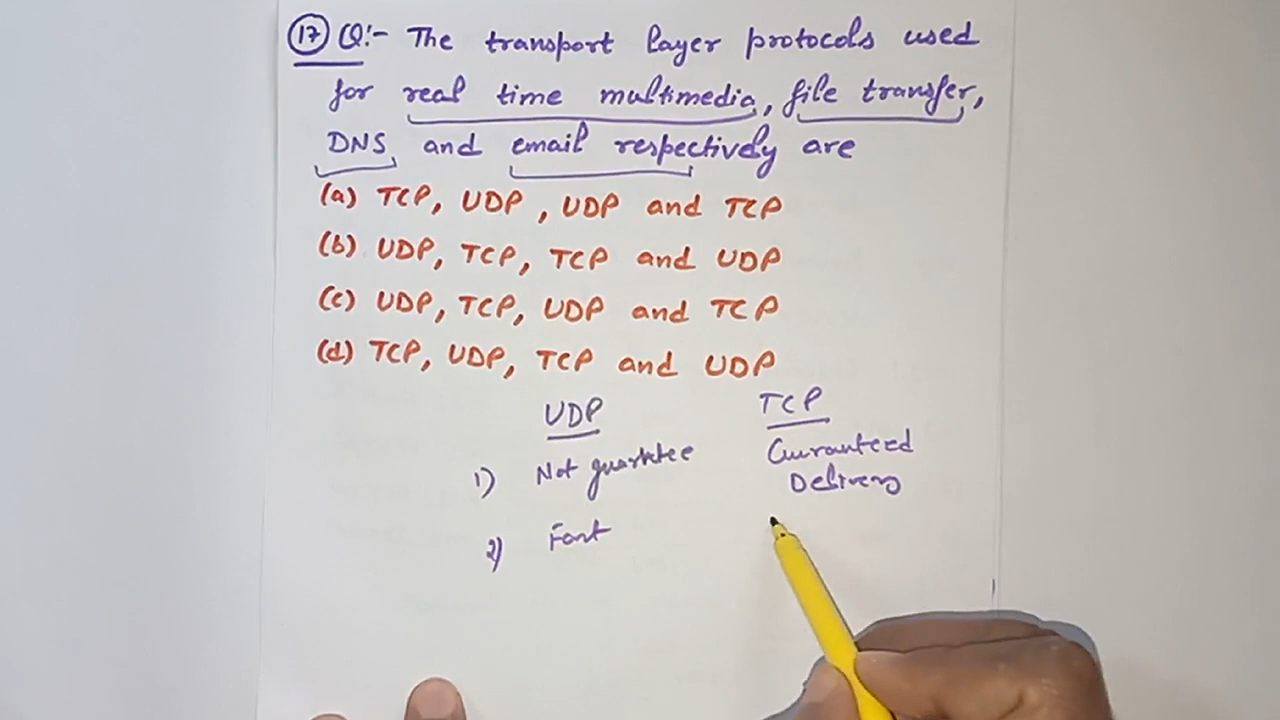 17 Q:- The transport layer protocols used
for real time multimedia, file transfer,
DNS and email respectively are
(a) TCP, UDP, UDP and TCP
(b) UDP, TCP, TCP and UDP
(c) UDP, TCP, UDP and TCP
(d) TCP, UDP, TCP and UDP
UDP TCP
1) Not Guranteed
Delivery
2) Fast